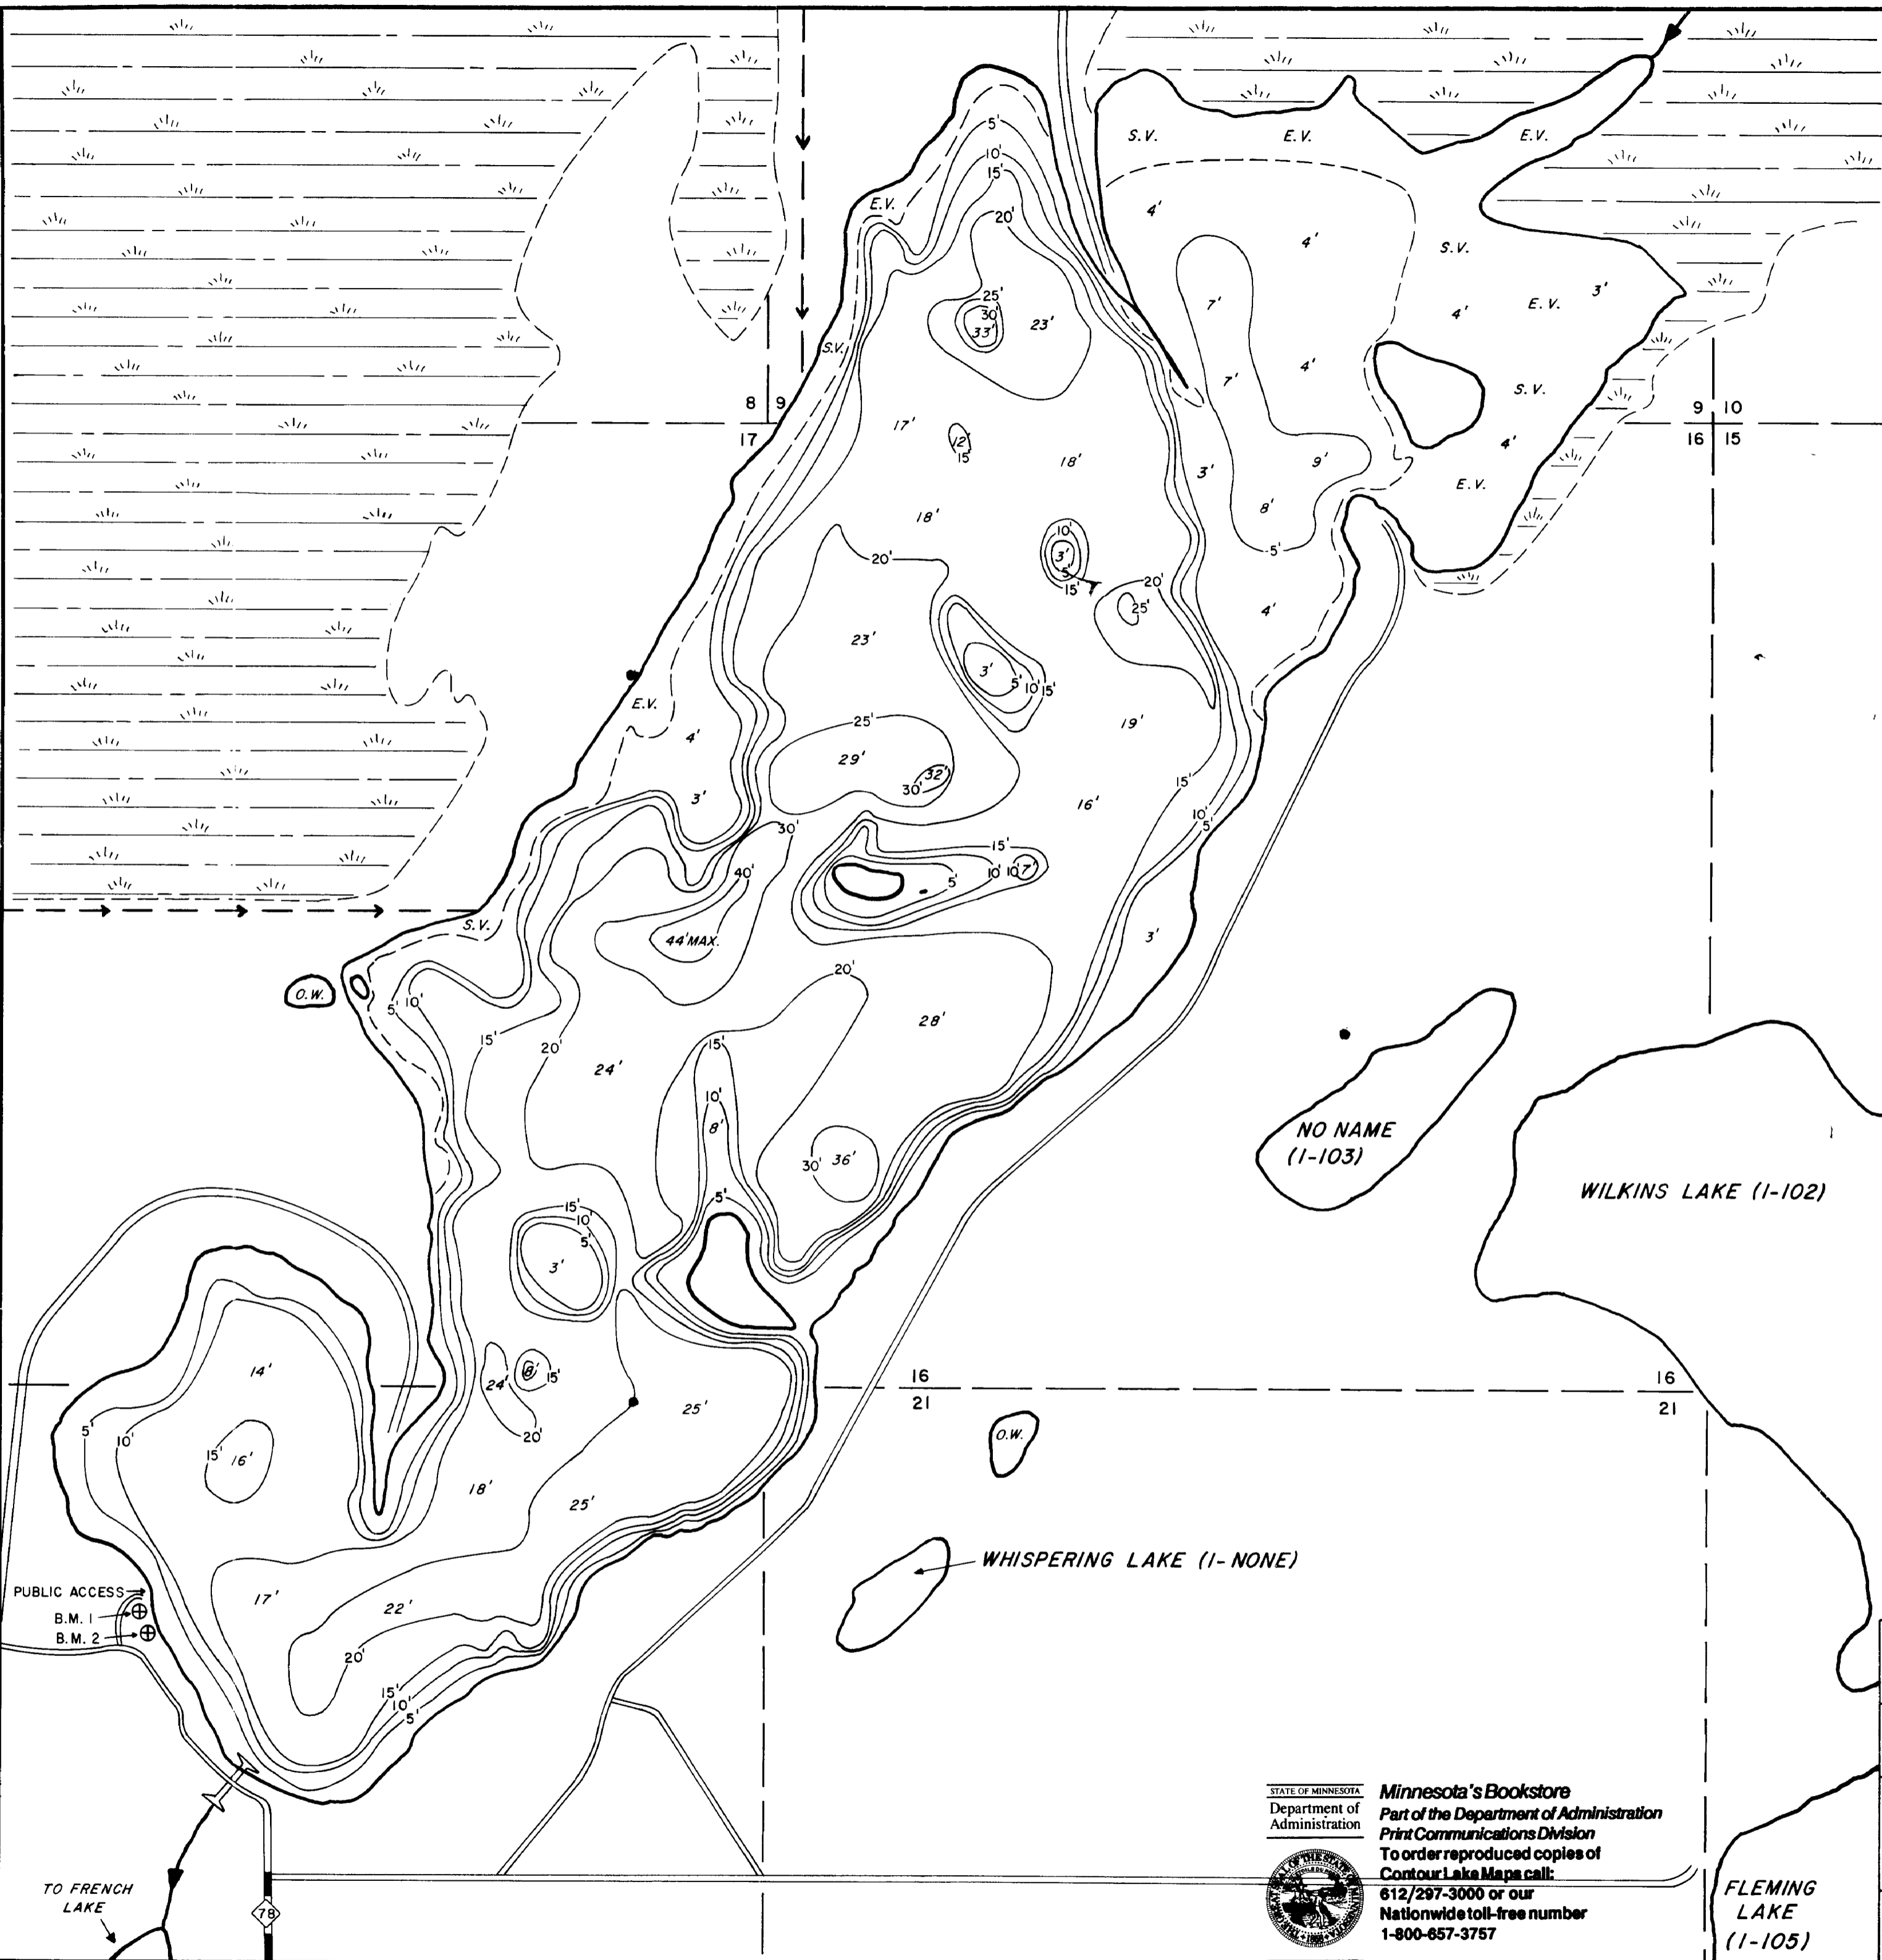 5'
10'
15'
20'
E.V.
S.V.
E.V.
E.V.
S.V.
E.V.
4'
4'
S.V.
4'
E.V.
3'
7'
25'
30'
33'
23'
S.V.
7'
4'
S.V.
8 9
17
9 10
16 15
17'
12'
15'
18'
3'
9'
4'
E.V.
8'
5'
18'
10'
3'
5'
15'
20'
25'
4'
20'
23'
3'
5'
10'
15'
E.V.
4'
25'
29'
32'
30'
19'
15'
16'
10'
5'
3'
30'
40'
15'
10'
10'
7'
5'
S.V.
44' MAX.
3'
O.W.
5'
10'
15'
20'
20'
28'
24'
15'
10'
8'
30'
36'
5'
NO NAME
(1-103)
WILKINS LAKE (1-102)
15'
10'
5'
3'
14'
24'
8'
15'
20'
25'
16
21
16
21
5'
10'
15'
16'
O.W.
18'
25'
WHISPERING LAKE (1-NONE)
PUBLIC ACCESS
B.M. 1
B.M. 2
17'
22'
20'
15'
10'
5'
TO FRENCH
LAKE
78
STATE OF MINNESOTA
Department of
Administration
Minnesota's Bookstore
Part of the Department of Administration
Print Communications Division
To order reproduced copies of
Contour Lake Maps call:
612/297-3000 or our
Nationwide toll-free number
1-800-657-3757
FLEMING
LAKE
(1-105)